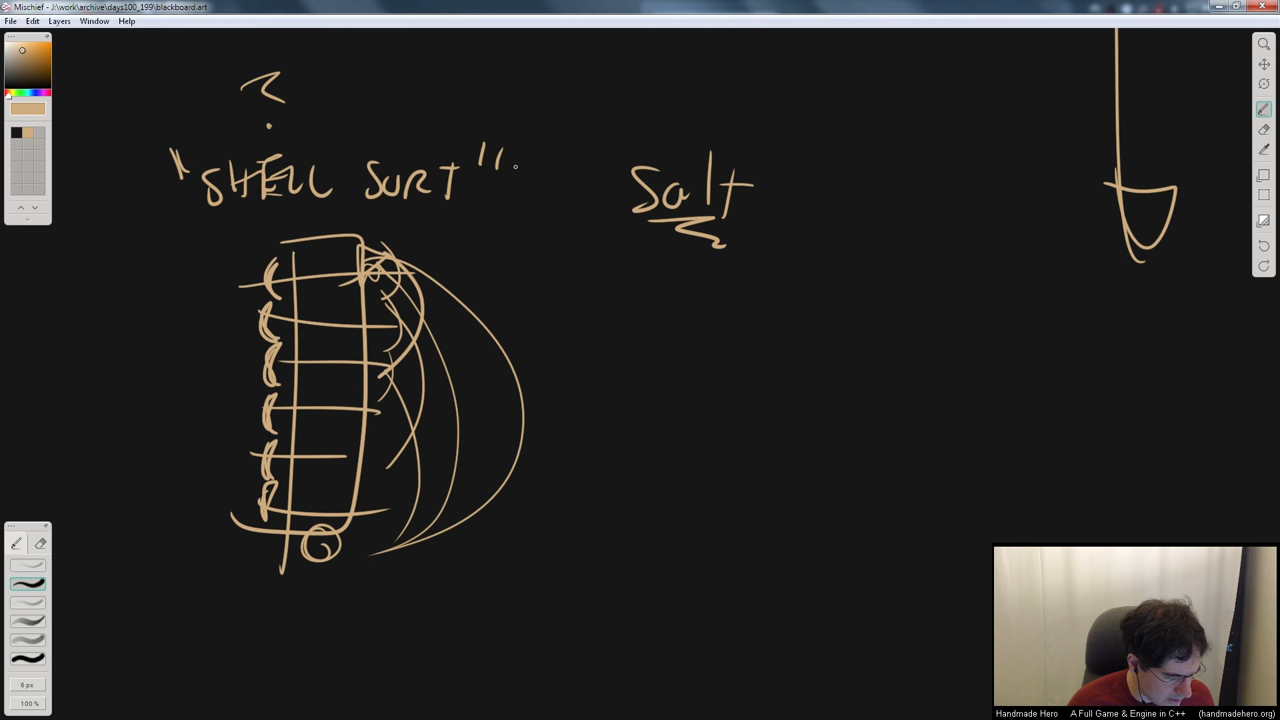 Mischief - J:\work\archive\days100_199\blackboard.art
File Edit Layers Window Help
?
"SHELL SORT"
Salt
6 px
100 %
Handmade Hero A Full Game & Engine in C++ (handmadehero.org)